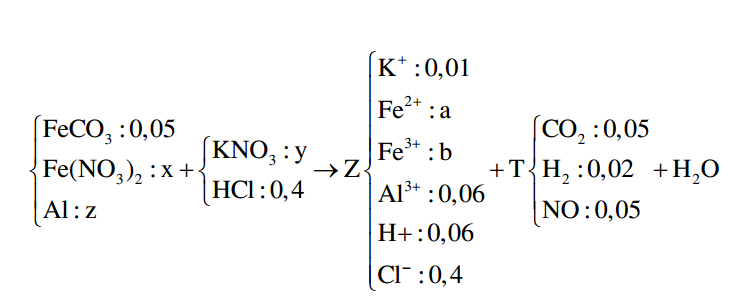 K⁺ : 0,01
Fe²⁺ : a
FeCO₃ : 0,05
Fe(NO₃)₂ : x + KNO₃ : y → Z Fe³⁺ : b + T CO₂ : 0,05
Al : z
HCl : 0,4
Al³⁺ : 0,06
H₂ : 0,02 + H₂O
NO : 0,05
H+ : 0,06
Cl⁻ : 0,4